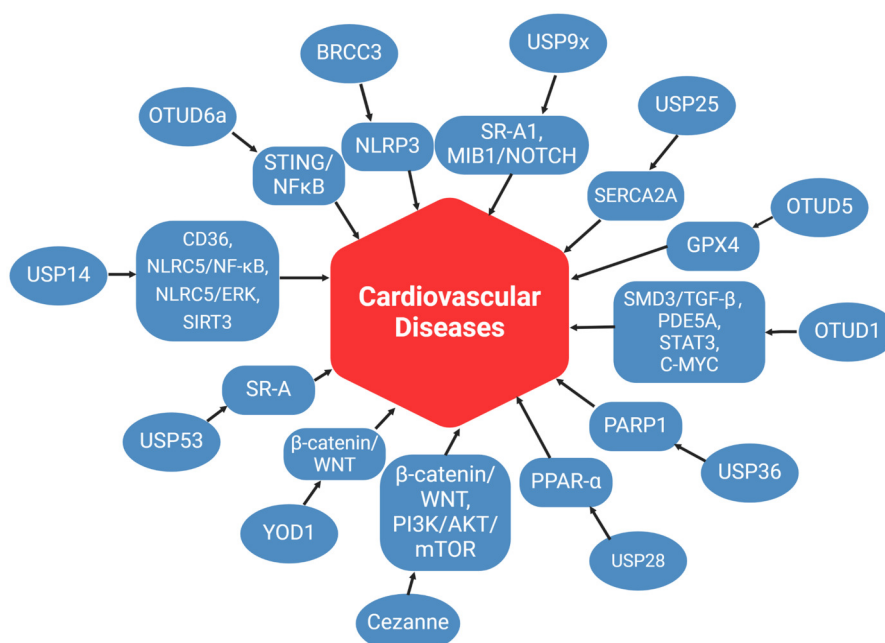 BRCC3
USP9x
OTUD6a
USP25
NLRP3
SR-A1,
MIB1/NOTCH
STING/
NFκB
SERCA2A
OTUD5
GPX4
USP14
CD36,
NLRC5/NF-κB,
NLRC5/ERK,
SIRT3
Cardiovascular
Diseases
SMD3/TGF-β,
PDE5A,
STAT3,
C-MYC
OTUD1
SR-A
USP53
PARP1
USP36
β-catenin/
WNT
YOD1
β-catenin/
WNT,
PI3K/AKT/
mTOR
Cezanne
PPAR-α
USP28